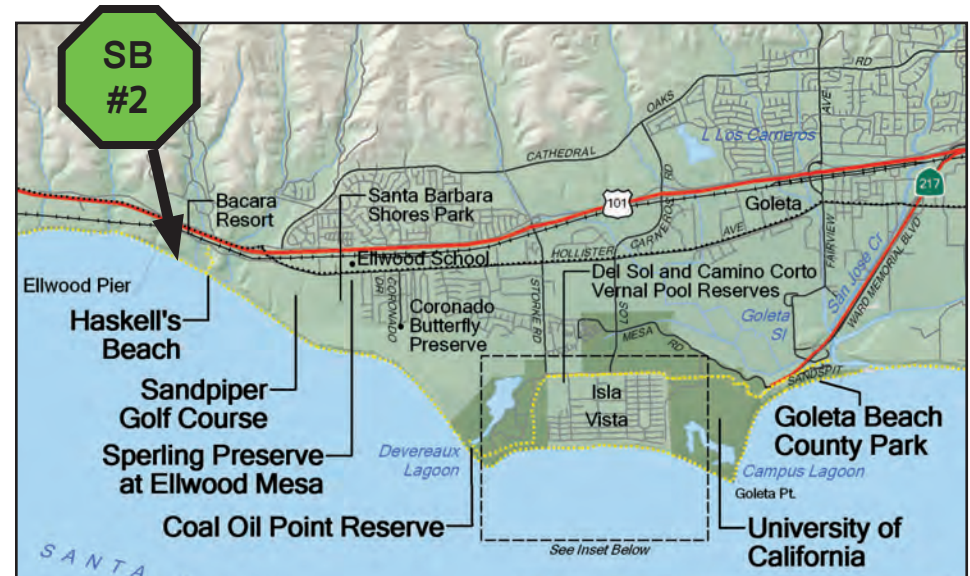 SB
#2
OAKS
RD
CATHEDRAL
L Los Carneros
AVE
RD
217
Bacara
Resort
Santa Barbara
Shores Park
101
Goleta
CARNEROS
AVE
HOLLISTER
FAIRVIEW
San Jose Cr
WARD MEMORIAL BLVD
Ellwood School
Ellwood Pier
Del Sol and Camino Corto
Vernal Pool Reserves
CORONADO
DR
STORKE RD
LOS
MESA
RD
Goleta
Sl
Coronado
Butterfly
Preserve
Haskell's
Beach
SANDSPIT
Sandpiper
Golf Course
Isla
Vista
Goleta Beach
County Park
Sperling Preserve
at Ellwood Mesa
Devereaux
Lagoon
Campus Lagoon
Goleta Pt.
Coal Oil Point Reserve
University of
California
See Inset Below
SANTA